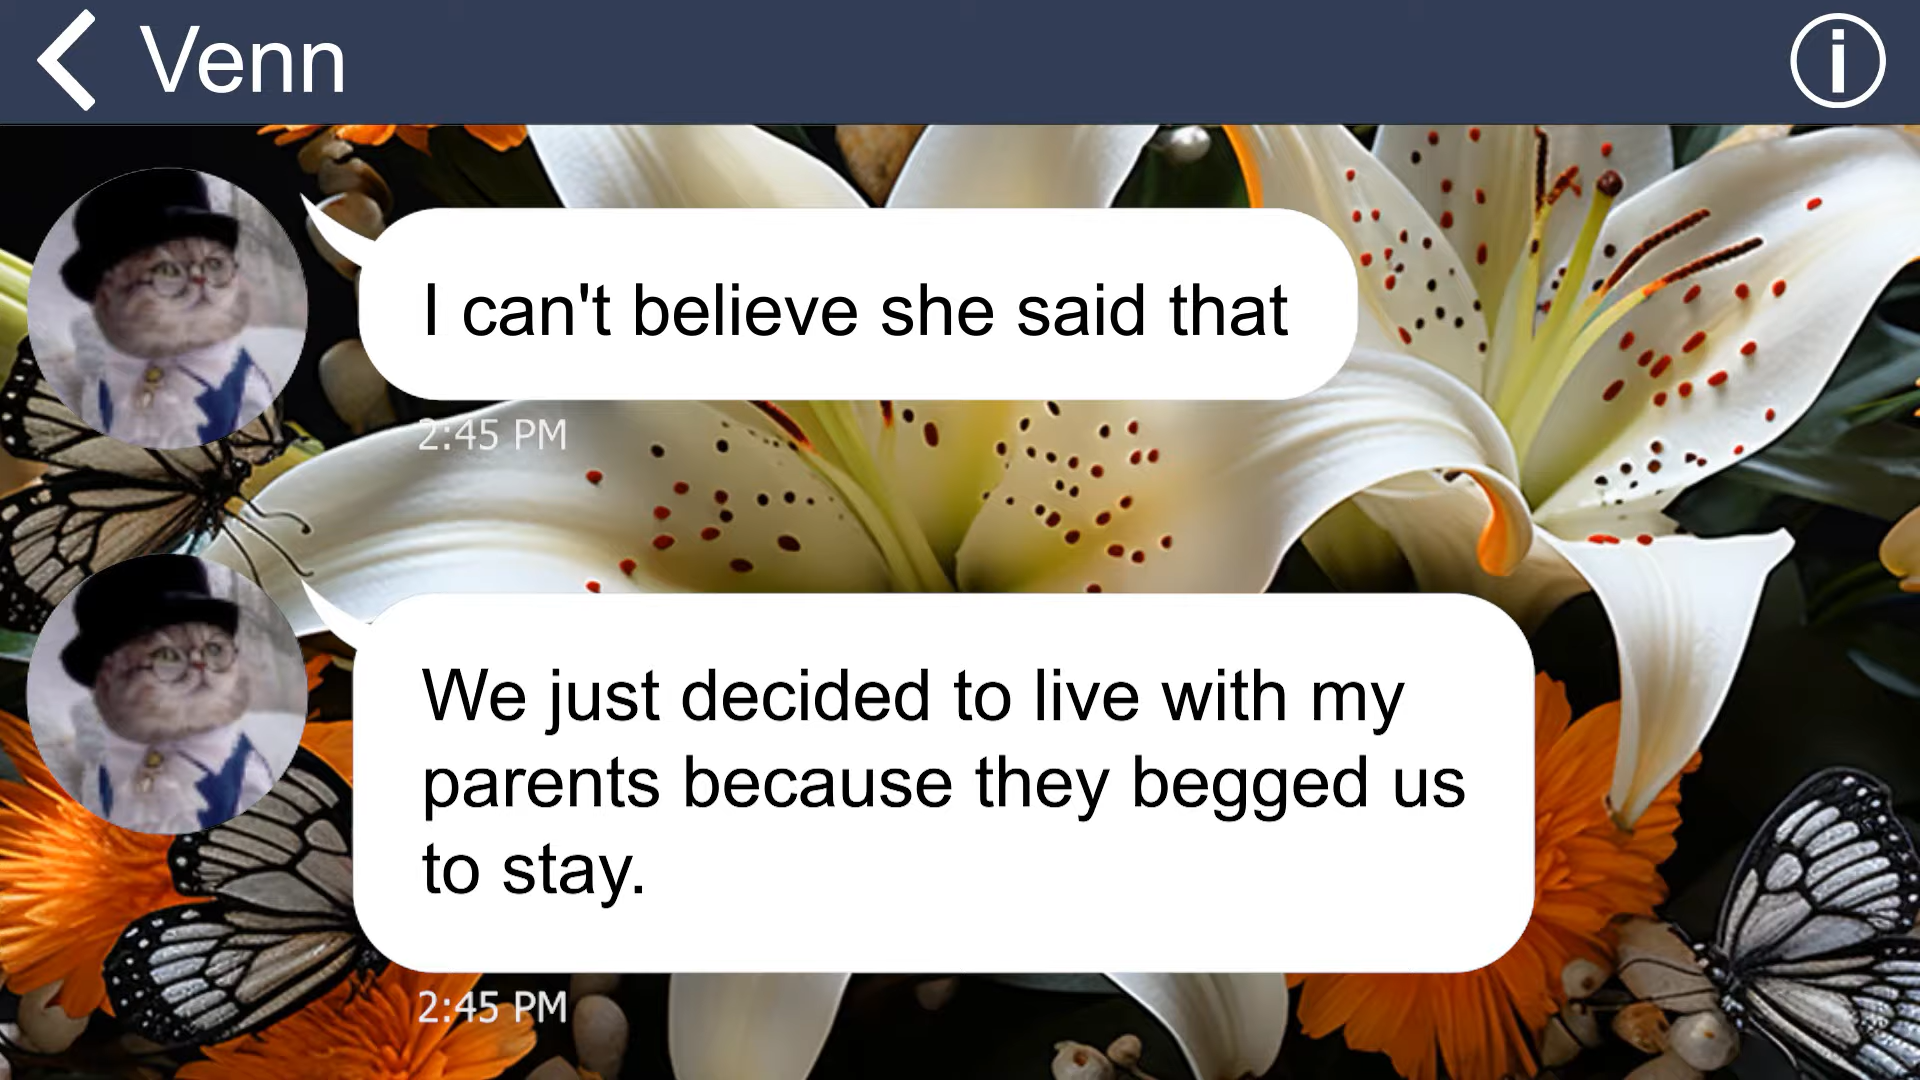 Venn
I can't believe she said that
2:45 PM
We just decided to live with my
parents because they begged us
to stay.
2:45 PM